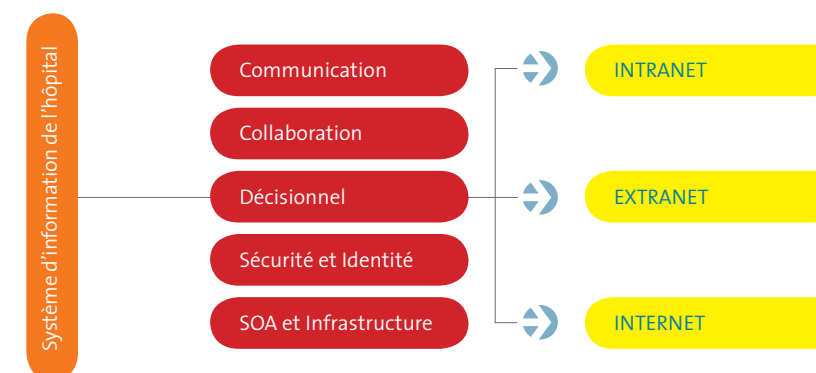 Système d’information de l’hôpital
Communication
Collaboration
Décisionnel
Sécurité et Identité
SOA et Infrastructure
INTRANET
EXTRANET
INTERNET